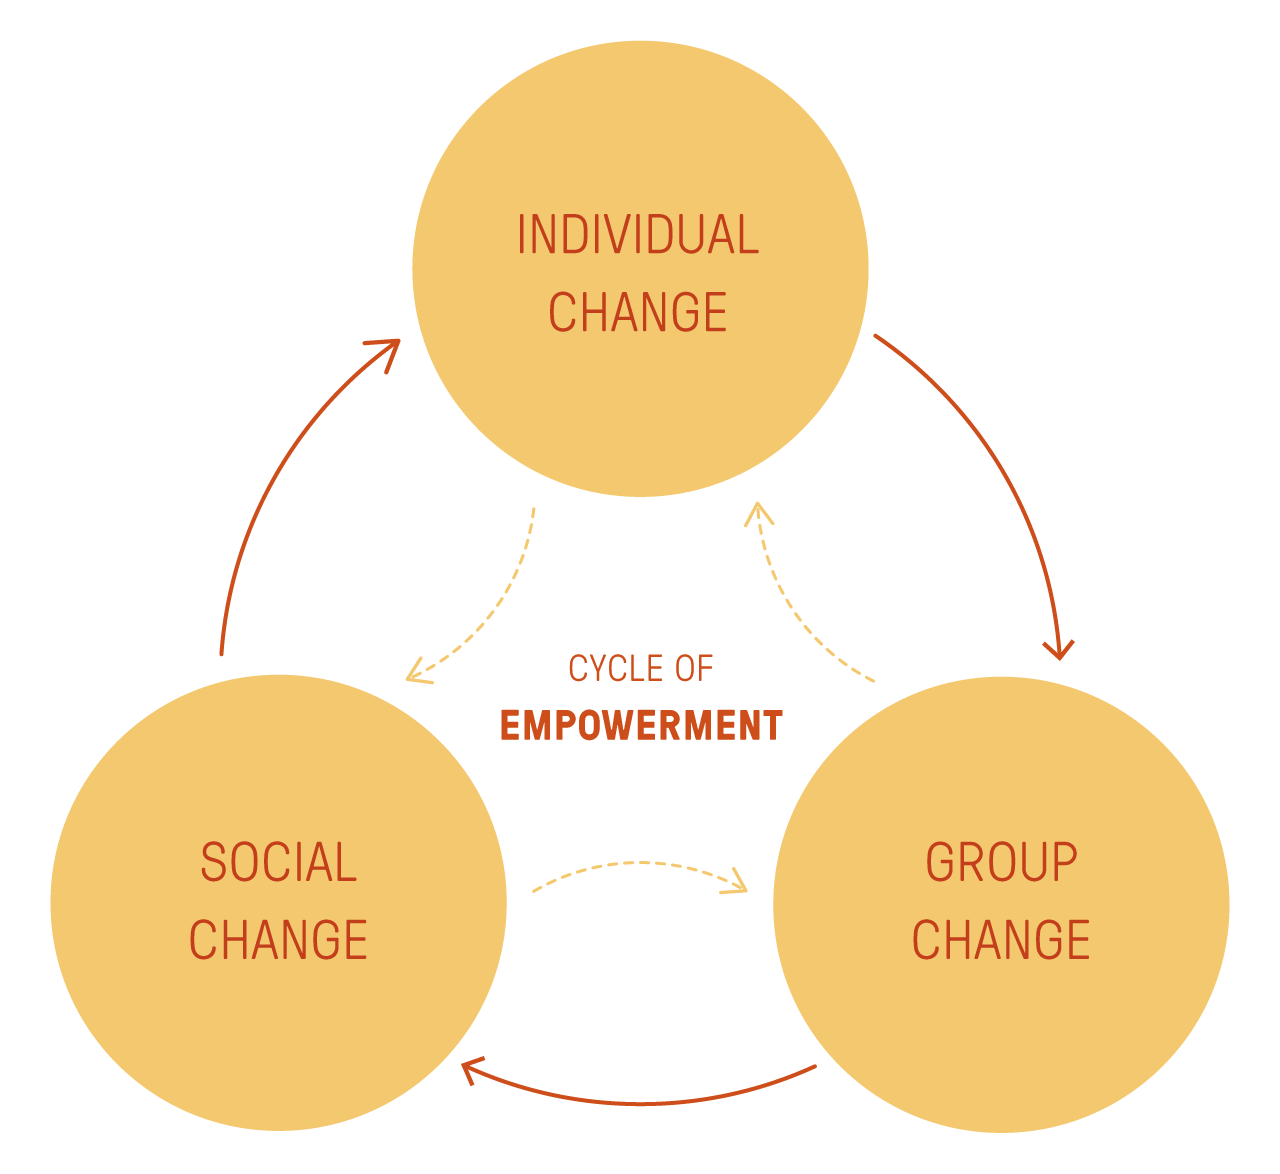 INDIVIDUAL
CHANGE
CYCLE OF
EMPOWERMENT
SOCIAL
CHANGE
GROUP
CHANGE